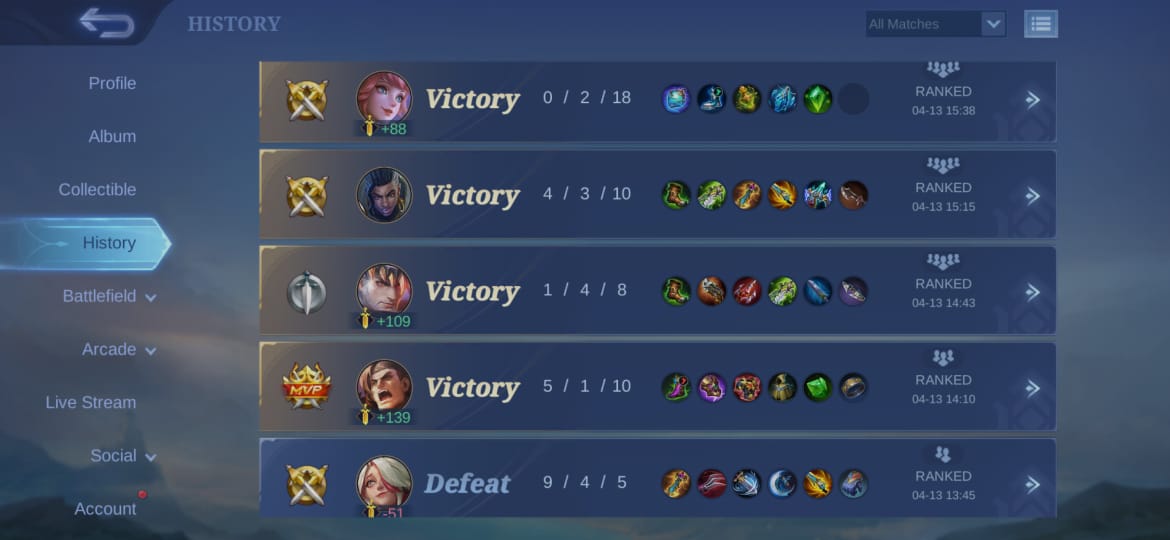 HISTORY
All Matches
Profile
Album
Collectible
History
Battlefield
Arcade
Live Stream
Social
Account
+88
Victory
0 / 2 / 18
RANKED
04-13 15:38
Victory
4 / 3 / 10
RANKED
04-13 15:15
+109
Victory
1 / 4 / 8
RANKED
04-13 14:43
MVP
+139
Victory
5 / 1 / 10
RANKED
04-13 14:10
-51
Defeat
9 / 4 / 5
RANKED
04-13 13:45